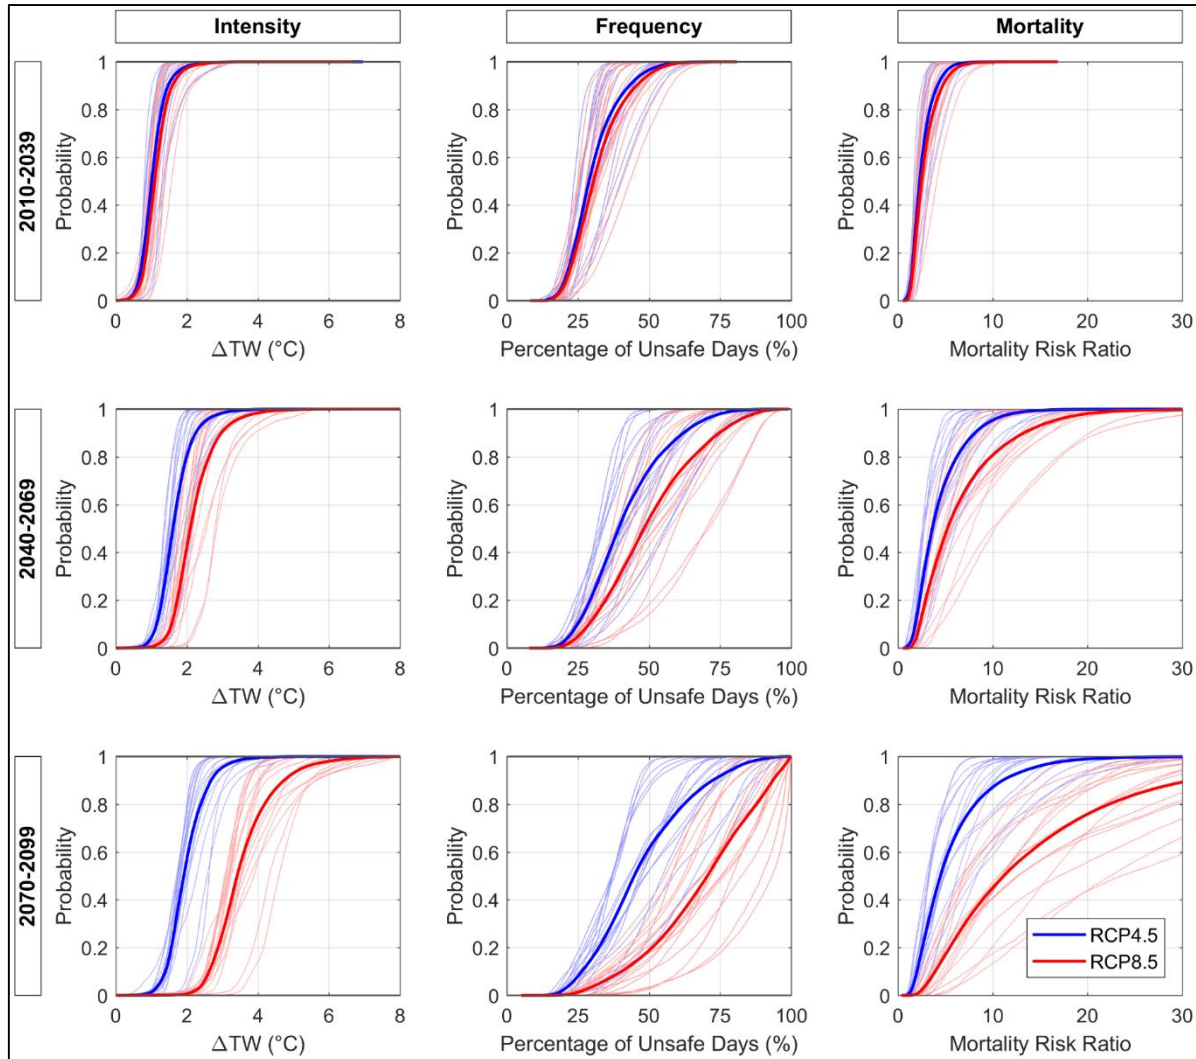 Intensity
Frequency
Mortality
2010-2039
Probability
1
0.8
0.6
0.4
0.2
0
0 2 4 6 8
ΔTW (°C)
Probability
1
0.8
0.6
0.4
0.2
0
0 25 50 75 100
Percentage of Unsafe Days (%)
Probability
1
0.8
0.6
0.4
0.2
0
0 10 20 30
Mortality Risk Ratio
2040-2069
Probability
1
0.8
0.6
0.4
0.2
0
0 2 4 6 8
ΔTW (°C)
Probability
1
0.8
0.6
0.4
0.2
0
0 25 50 75 100
Percentage of Unsafe Days (%)
Probability
1
0.8
0.6
0.4
0.2
0
0 10 20 30
Mortality Risk Ratio
2070-2099
Probability
1
0.8
0.6
0.4
0.2
0
0 2 4 6 8
ΔTW (°C)
Probability
1
0.8
0.6
0.4
0.2
0
0 25 50 75 100
Percentage of Unsafe Days (%)
Probability
1
0.8
0.6
0.4
0.2
0
0 10 20 30
Mortality Risk Ratio
RCP4.5
RCP8.5